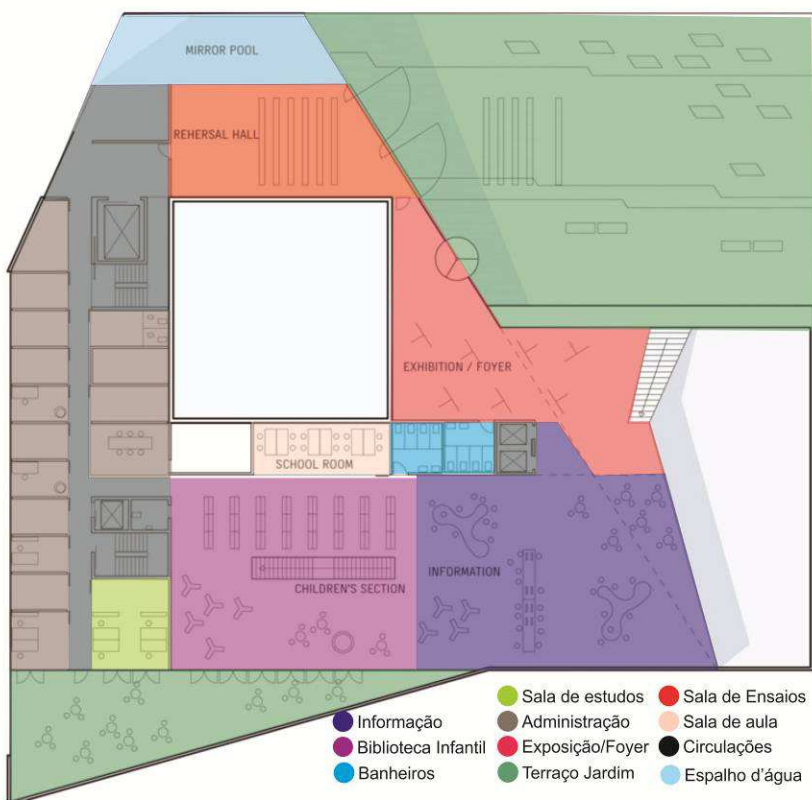 MIRROR POOL
REHERSAL HALL
EXHIBITION / FOYER
SCHOOL ROOM
INFORMATION
CHILDREN'S SECTION
Informação
Biblioteca Infantil
Banheiros
Sala de estudos
Administração
Exposição/Foyer
Terraço Jardim
Sala de Ensaios
Sala de aula
Circulações
Espalho d'água